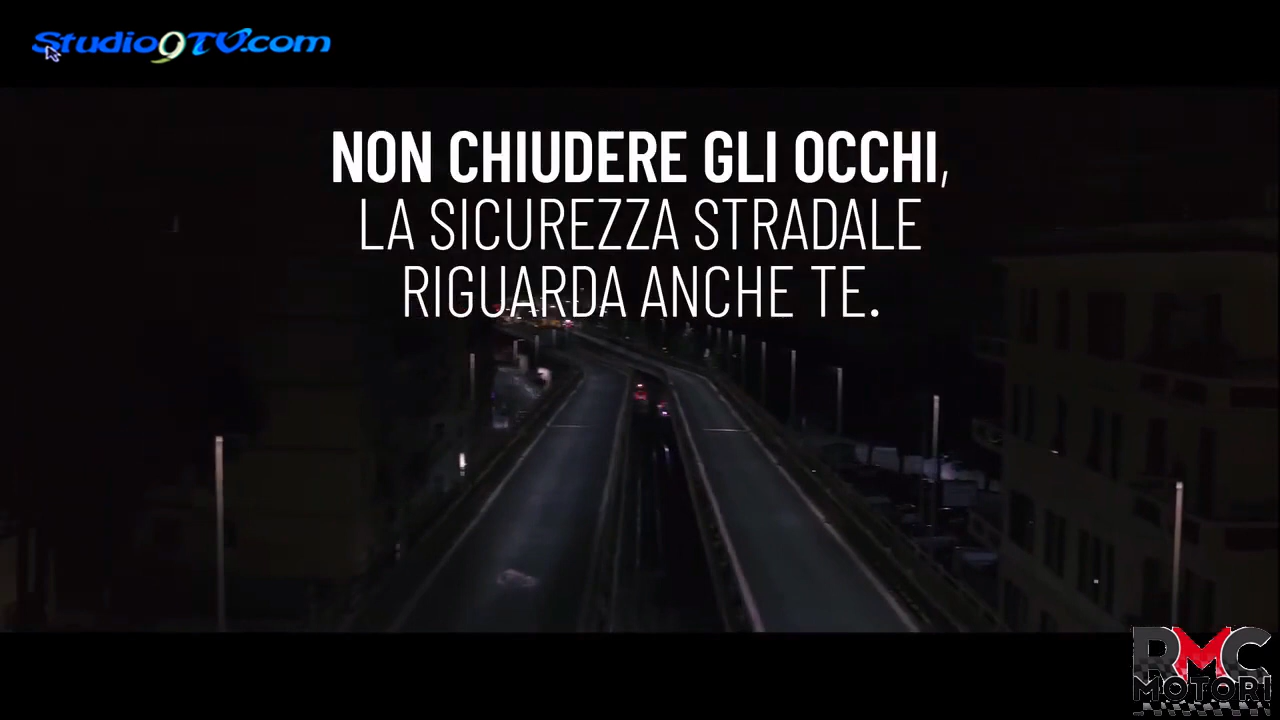 Studio9TV.com
NON CHIUDERE GLI OCCHI,
LA SICUREZZA STRADALE
RIGUARDA ANCHE TE.
RMC
MOTORI